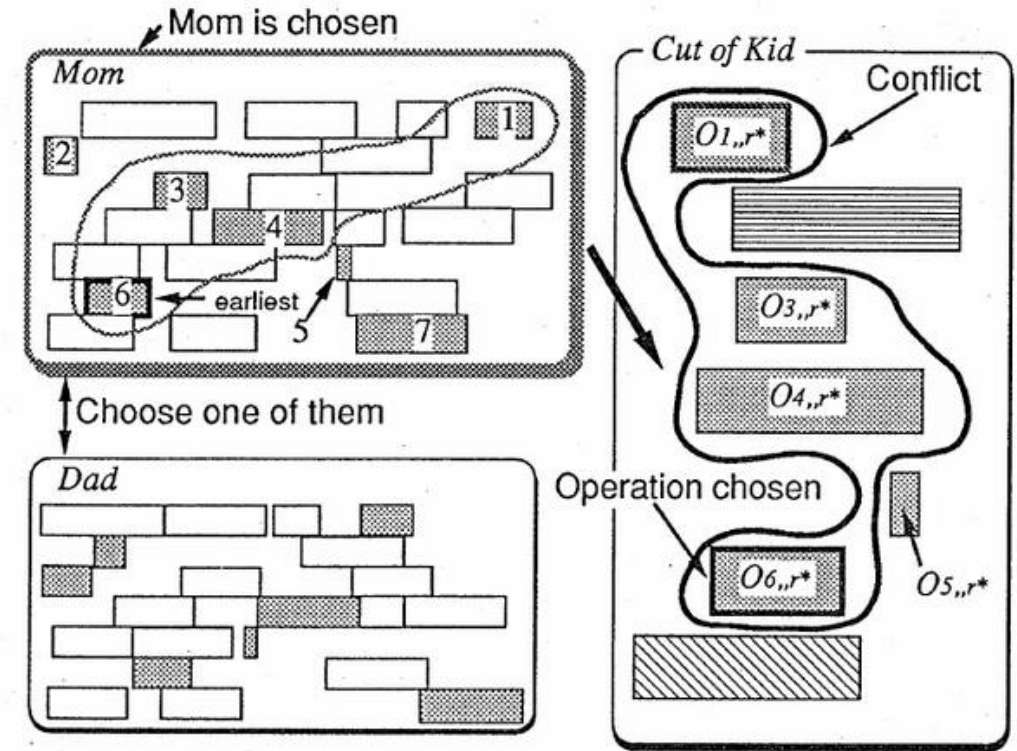 Mom is chosen
Mom
1
2
3
4
6
earliest
5
7
Choose one of them
Dad
Cut of Kid
Conflict
O1,,r*
O3,,r*
O4,,r*
Operation chosen
O6,,r*
O5,,r*